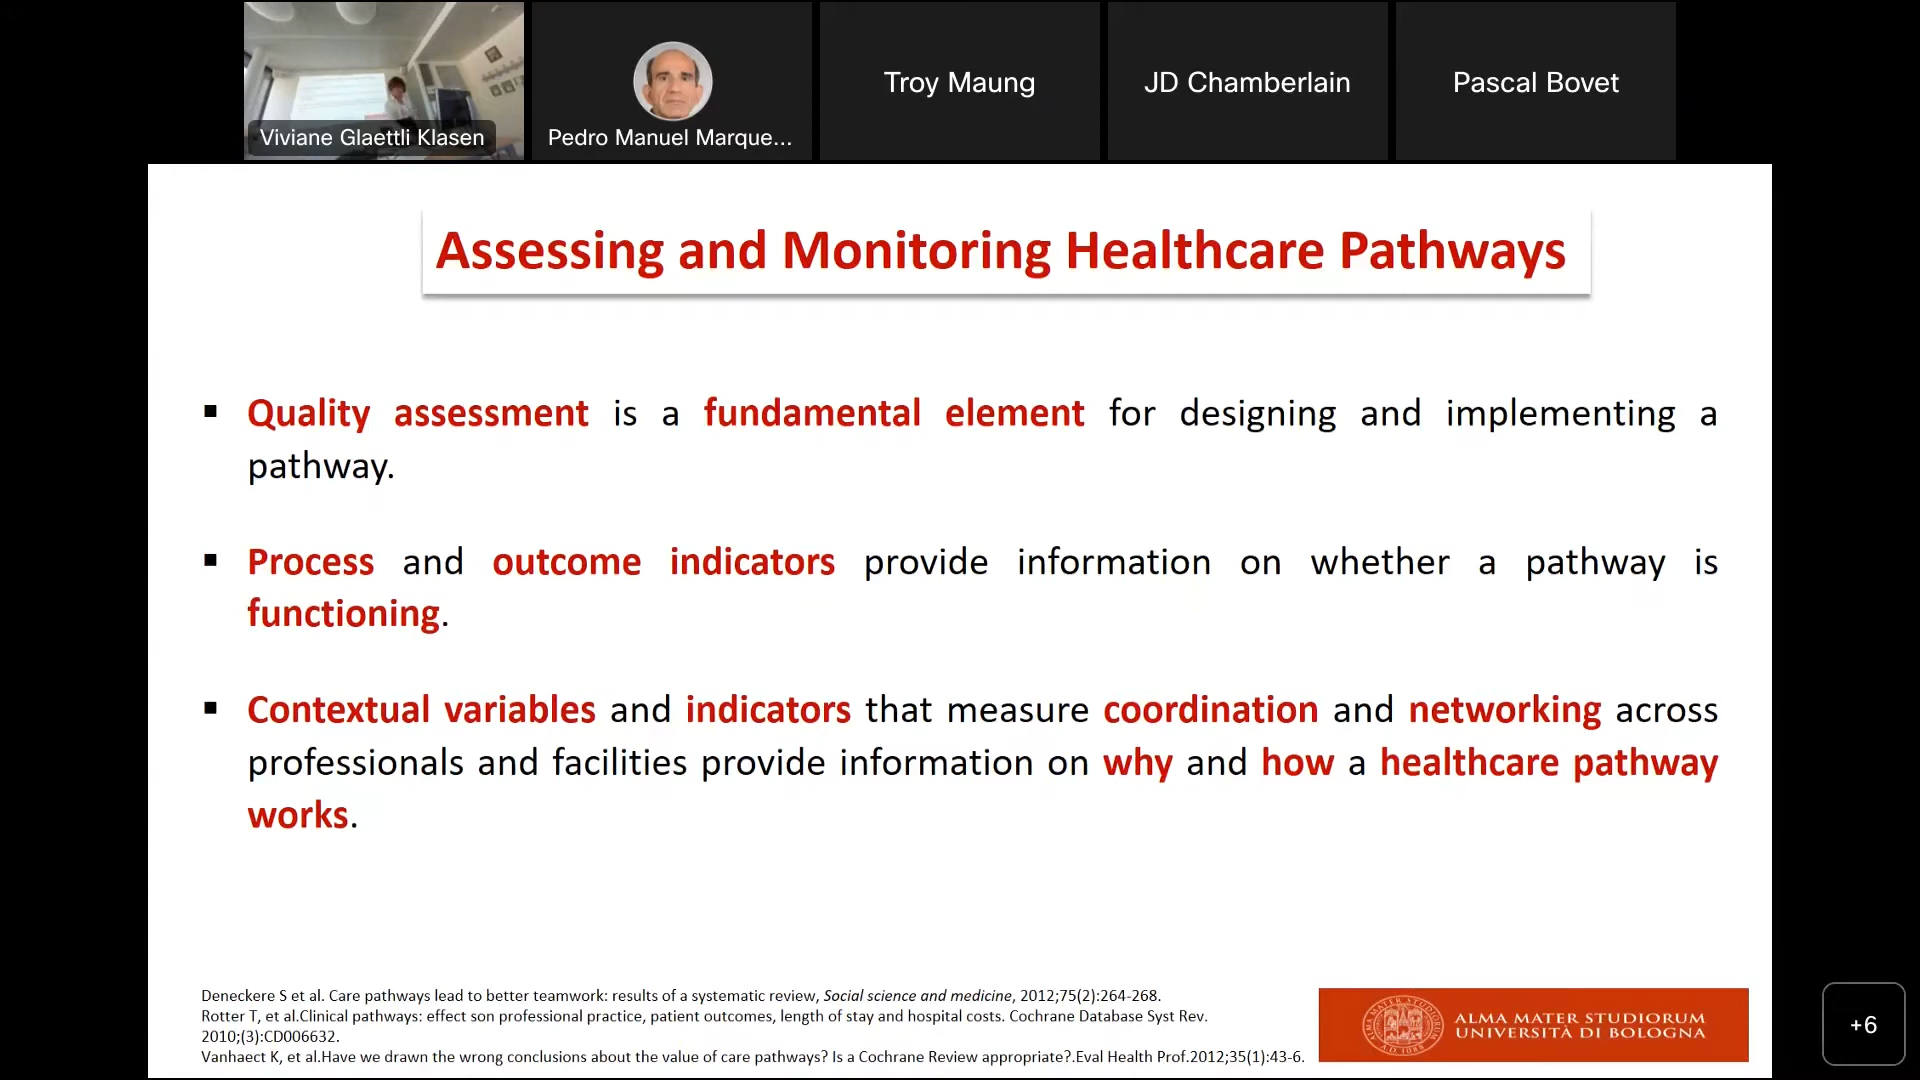 Viviane Glaettli Klasen
Pedro Manuel Marque...
Troy Maung
JD Chamberlain
Pascal Bovet
Assessing and Monitoring Healthcare Pathways
▪ Quality assessment is a fundamental element for designing and implementing a
pathway.
▪ Process and outcome indicators provide information on whether a pathway is
functioning.
▪ Contextual variables and indicators that measure coordination and networking across
professionals and facilities provide information on why and how a healthcare pathway
works.
Deneckere S et al. Care pathways lead to better teamwork: results of a systematic review, Social science and medicine, 2012;75(2):264-268.
Rotter T, et al.Clinical pathways: effect son professional practice, patient outcomes, length of stay and hospital costs. Cochrane Database Syst Rev.
2010;(3):CD006632.
Vanhaect K, et al.Have we drawn the wrong conclusions about the value of care pathways? Is a Cochrane Review appropriate?.Eval Health Prof.2012;35(1):43-6.
ALMA MATER STUDIORUM
UNIVERSITÀ DI BOLOGNA
+6